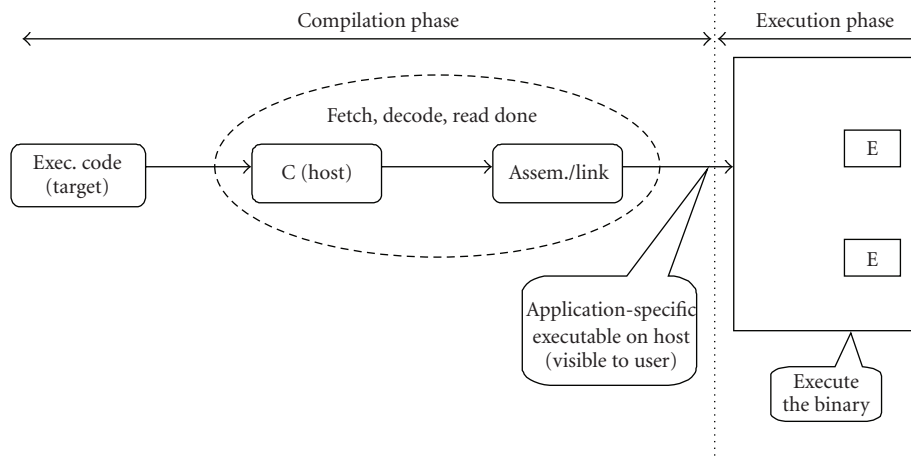 Compilation phase
Execution phase
Fetch, decode, read done
Exec. code
(target)
C (host)
Assem./link
E
E
Application-specific
executable on host
(visible to user)
Execute
the binary